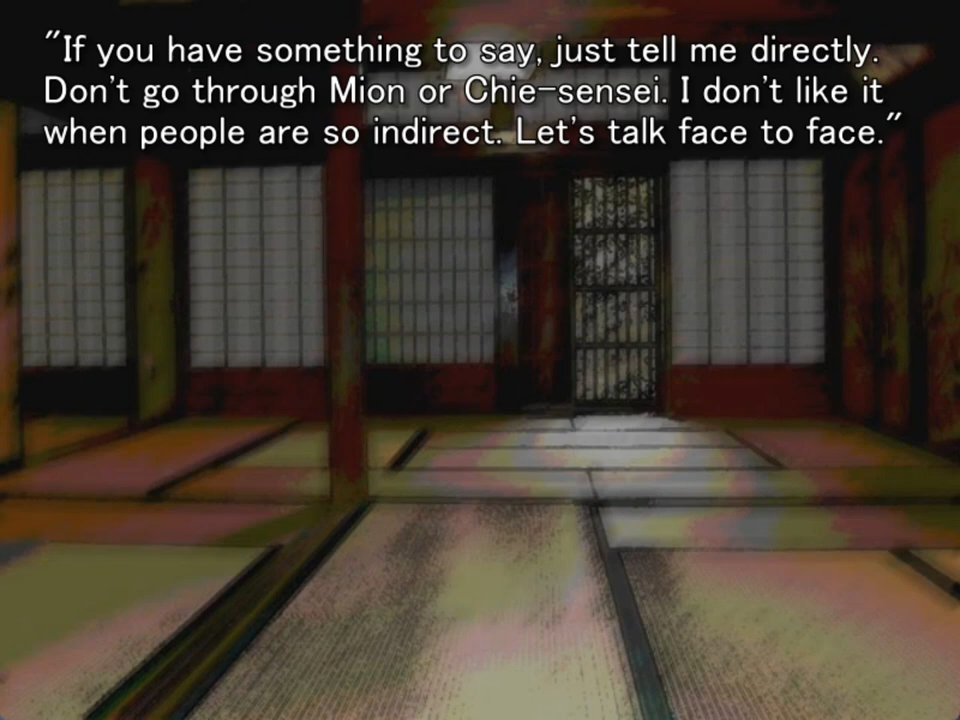 "If you have something to say, just tell me directly.
Don't go through Mion or Chie-sensei. I don't like it
when people are so indirect. Let's talk face to face."